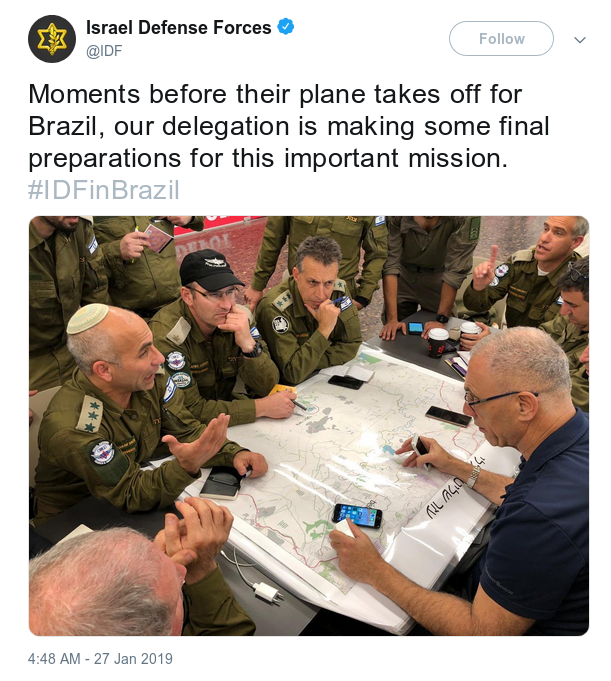 Israel Defense Forces
@IDF
Follow
Moments before their plane takes off for
Brazil, our delegation is making some final
preparations for this important mission.
#IDFinBrazil
4:48 AM - 27 Jan 2019